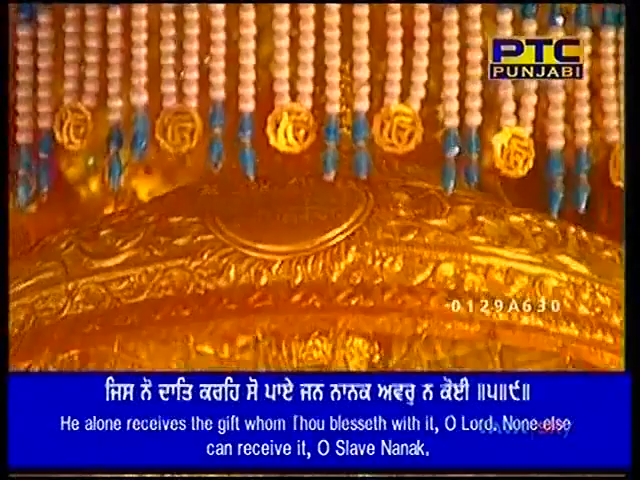 PTC
PUNJABI
0129A630
ਜਿਸ ਨੋ ਦਾਤਿ ਕਰਹਿ ਸੋ ਪਾਏ ਜਨ ਨਾਨਕ ਅਵਰੁ ਨ ਕੋਈ ॥੫॥੯॥
He alone receives the gift whom Thou blesseth with it, O Lord. None else
can receive it, O Slave Nanak.